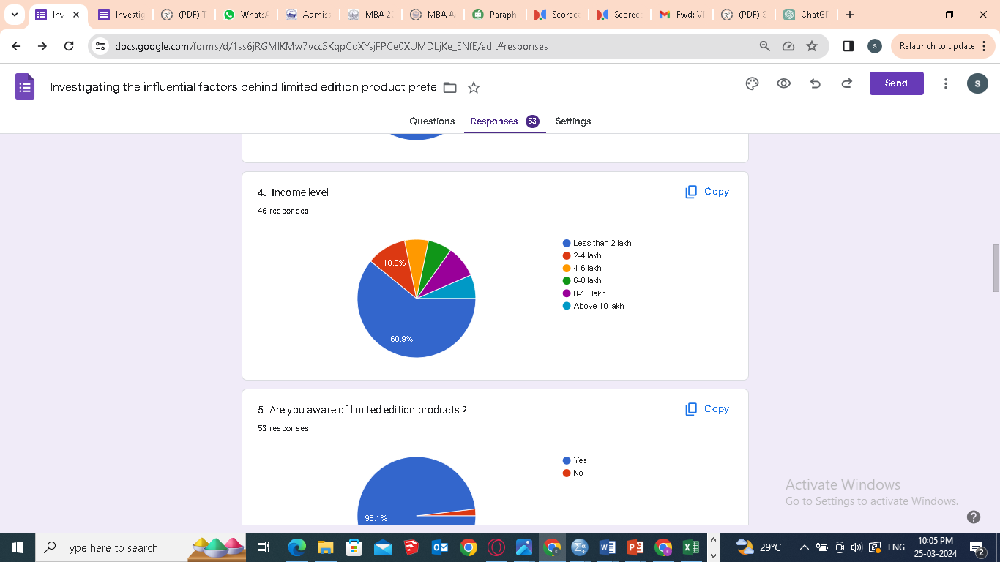 Inv
Investig
(PDF) T
WhatsA
Admiss
MBA 20
MBA A
Paraph
Scoreca
Scoreca
Fwd: VI
(PDF) S
ChatGP
docs.google.com/forms/d/1ss6jRGMIKMw7vcc3KqpCqXYsjFPCe0XUMDLjKe_ENfE/edit#responses
S
Relaunch to update
Investigating the influential factors behind limited edition product prefe
Send
S
Questions
Responses 53
Settings
4. Income level
Copy
46 responses
Less than 2 lakh
2-4 lakh
4-6 lakh
6-8 lakh
8-10 lakh
Above 10 lakh
10.9%
60.9%
5. Are you aware of limited edition products ?
Copy
53 responses
Yes
No
98.1%
Activate Windows
Go to Settings to activate Windows.
Type here to search
29°C
ENG
10:05 PM
25-03-2024
2